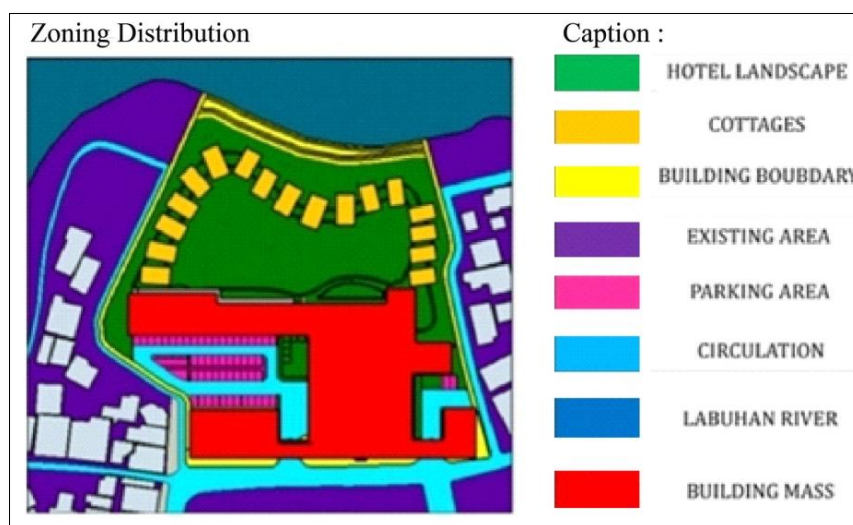 Zoning Distribution
Caption :
HOTEL LANDSCAPE
COTTAGES
BUILDING BOUBDARY
EXISTING AREA
PARKING AREA
CIRCULATION
LABUHAN RIVER
BUILDING MASS